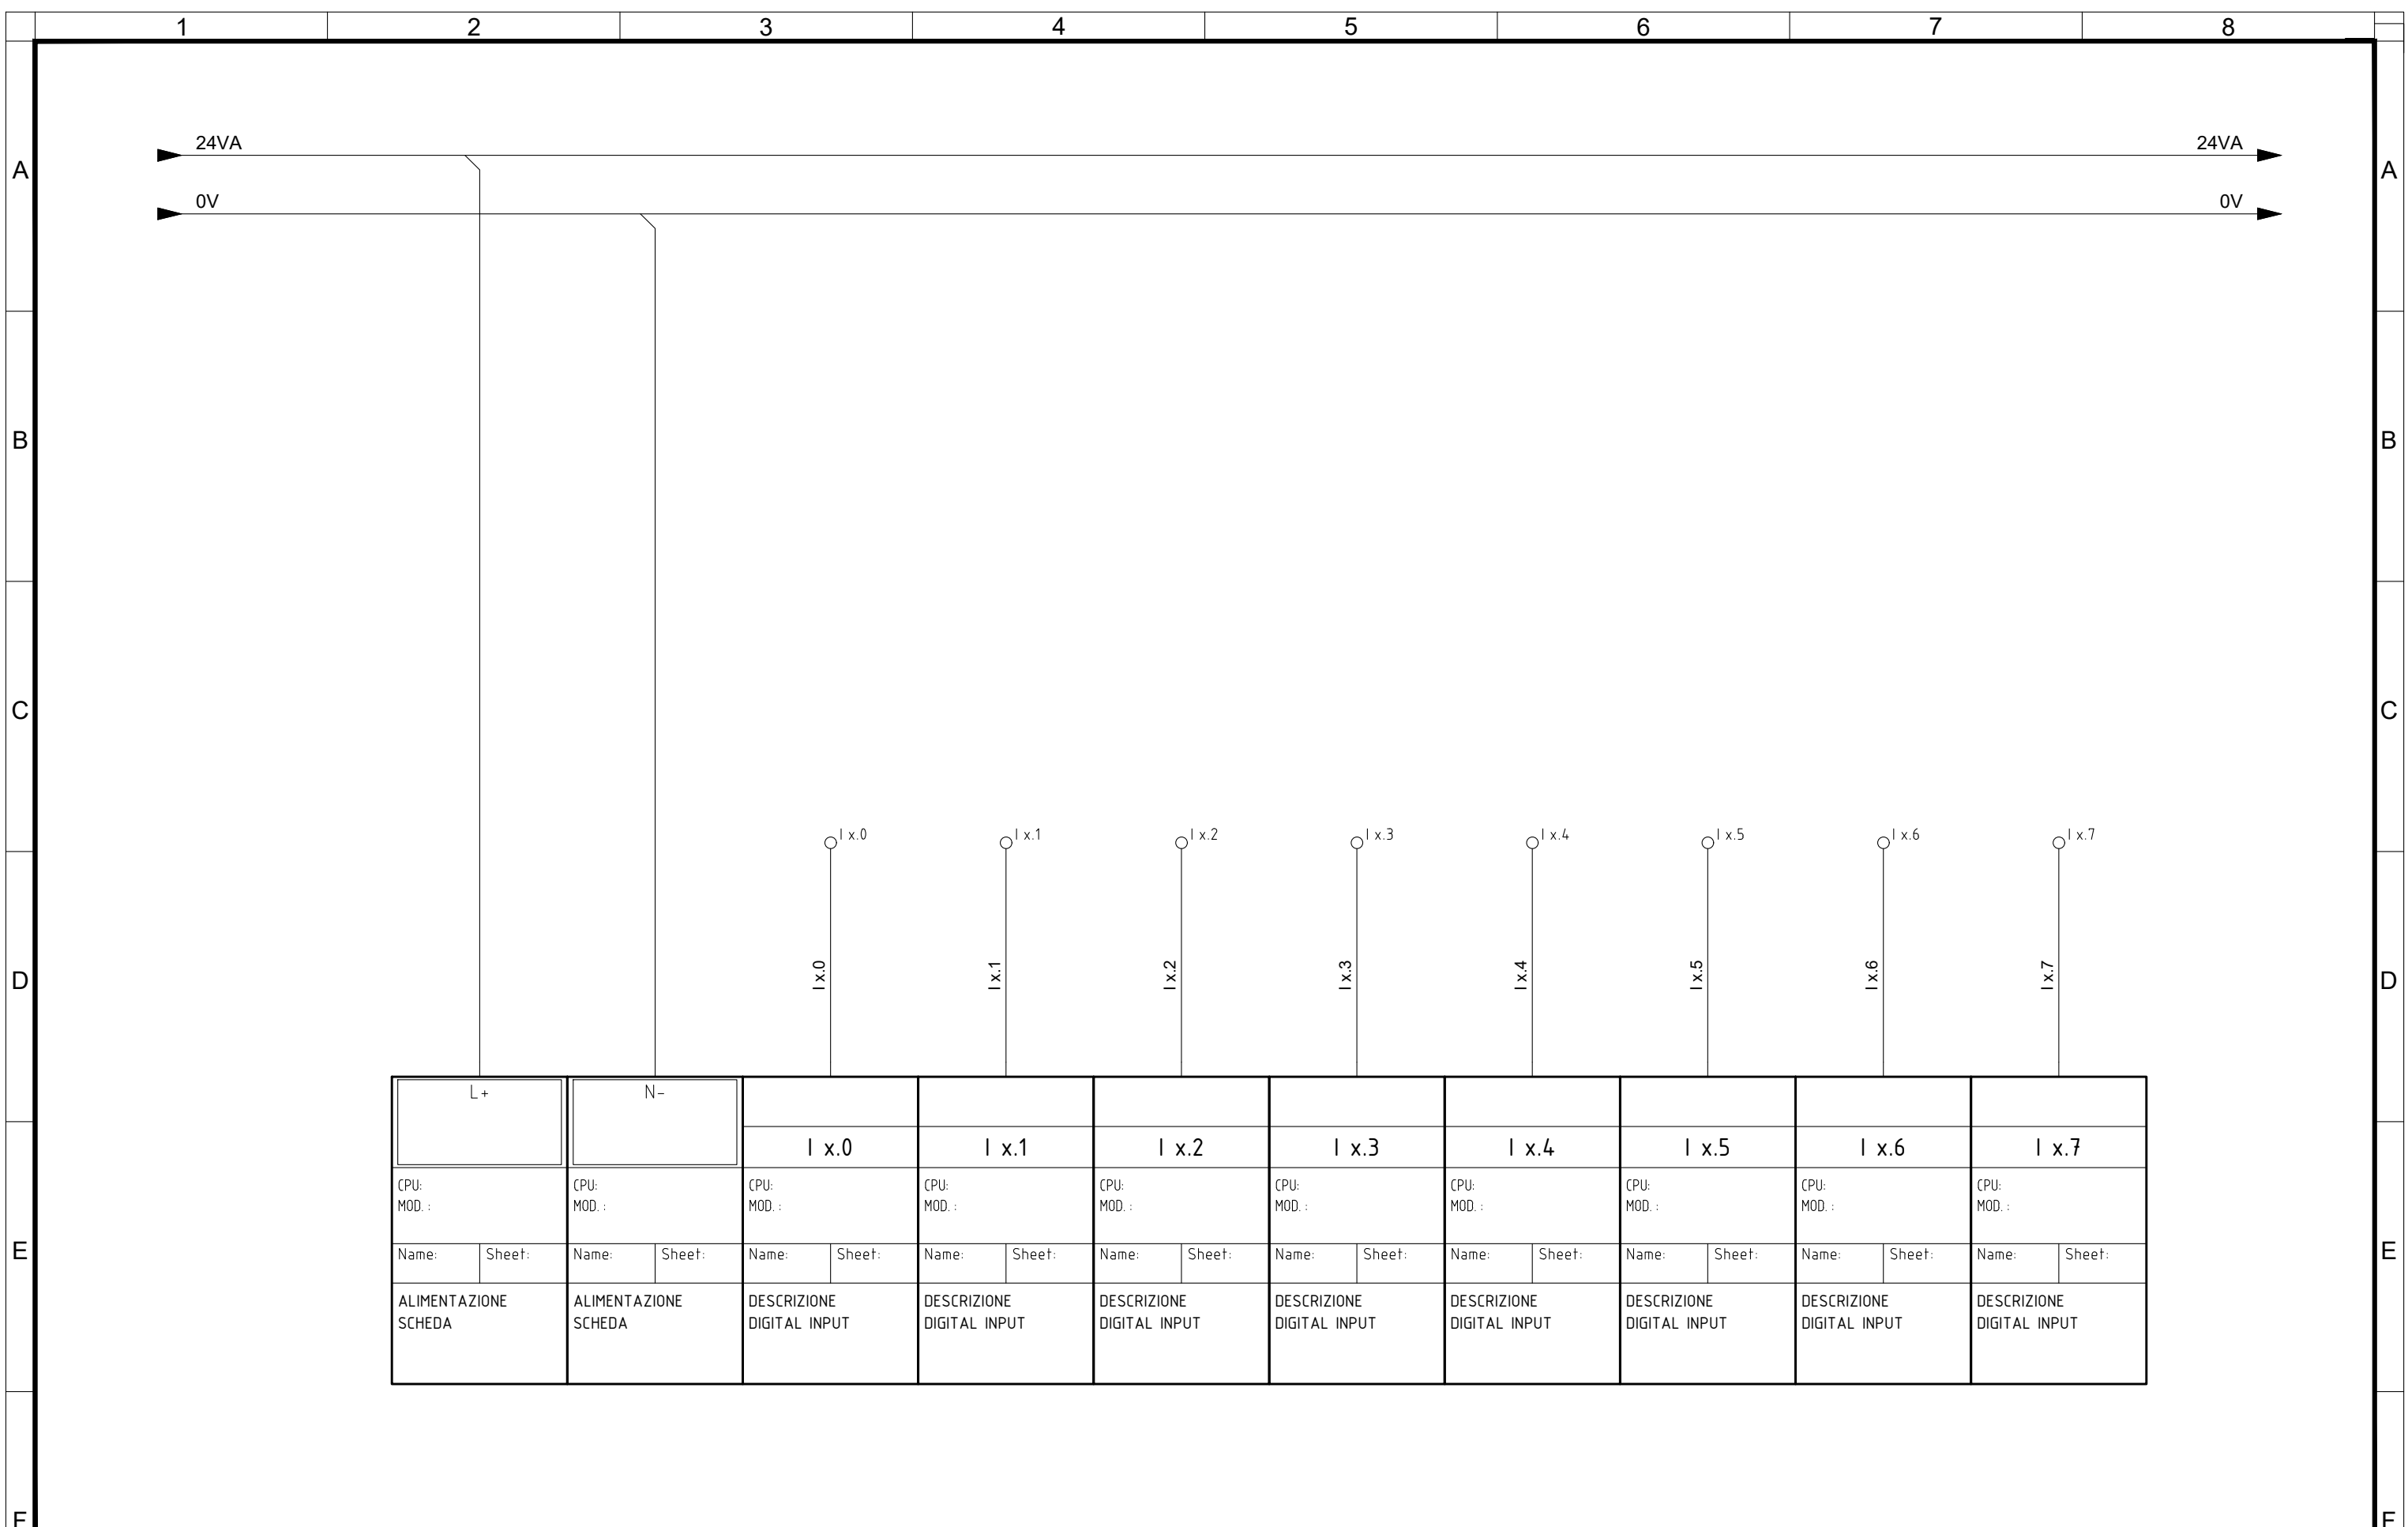 1 2 3 4 5 6 7 8
24VA 24VA
A A
0V 0V
B B
C C
I x.0 I x.1 I x.2 I x.3 I x.4 I x.5 I x.6 I x.7
I x.0 I x.1 I x.2 I x.3 I x.4 I x.5 I x.6 I x.7
D D
L+ N-
I x.0 I x.1 I x.2 I x.3 I x.4 I x.5 I x.6 I x.7
CPU: CPU: CPU: CPU: CPU: CPU: CPU: CPU: CPU: CPU:
MOD. : MOD. : MOD. : MOD. : MOD. : MOD. : MOD. : MOD. : MOD. : MOD. :
E E
Name: Sheet: Name: Sheet: Name: Sheet: Name: Sheet: Name: Sheet: Name: Sheet: Name: Sheet: Name: Sheet: Name: Sheet: Name: Sheet:
ALIMENTAZIONE ALIMENTAZIONE DESCRIZIONE DESCRIZIONE DESCRIZIONE DESCRIZIONE DESCRIZIONE DESCRIZIONE DESCRIZIONE DESCRIZIONE
SCHEDA SCHEDA DIGITAL INPUT DIGITAL INPUT DIGITAL INPUT DIGITAL INPUT DIGITAL INPUT DIGITAL INPUT DIGITAL INPUT DIGITAL INPUT